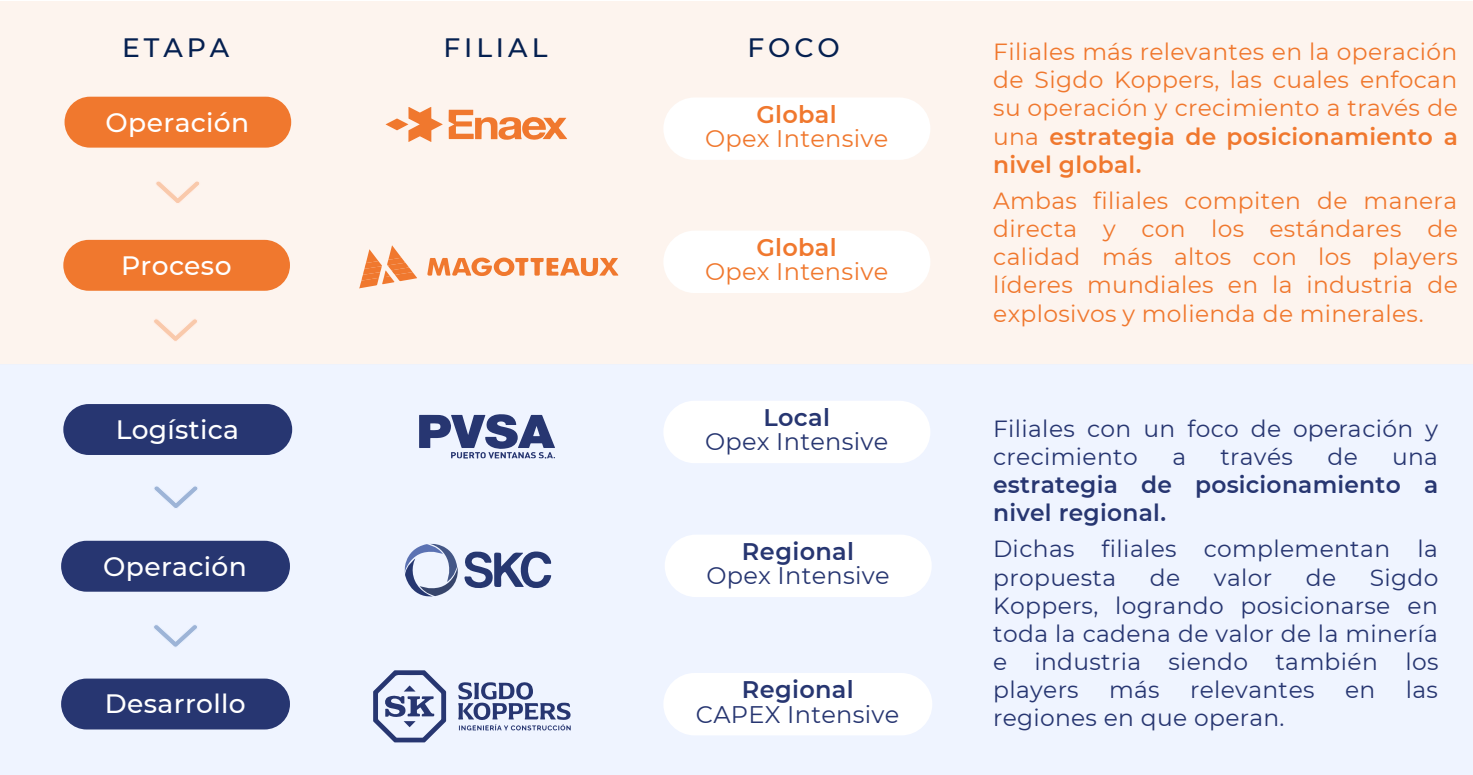 ETAPA
FILIAL
FOCO
Operación
Enaex
Global
Opex Intensive
Proceso
MAGOTTEAUX
Global
Opex Intensive
Filiales más relevantes en la operación
de Sigdo Koppers, las cuales enfocan
su operación y crecimiento a través de
una estrategia de posicionamiento a
nivel global.
Ambas filiales compiten de manera
directa y con los estándares de
calidad más altos con los players
líderes mundiales en la industria de
explosivos y molienda de minerales.
Logística
PVSA
PUERTO VENTANAS S.A.
Local
Opex Intensive
Operación
SKC
Regional
Opex Intensive
Desarrollo
SK
SIGDO
KOPPERS
INGENIERÍA Y CONSTRUCCIÓN
Regional
CAPEX Intensive
Filiales con un foco de operación y
crecimiento a través de una
estrategia de posicionamiento a
nivel regional.
Dichas filiales complementan la
propuesta de valor de Sigdo
Koppers, logrando posicionarse en
toda la cadena de valor de la minería
e industria siendo también los
players más relevantes en las
regiones en que operan.